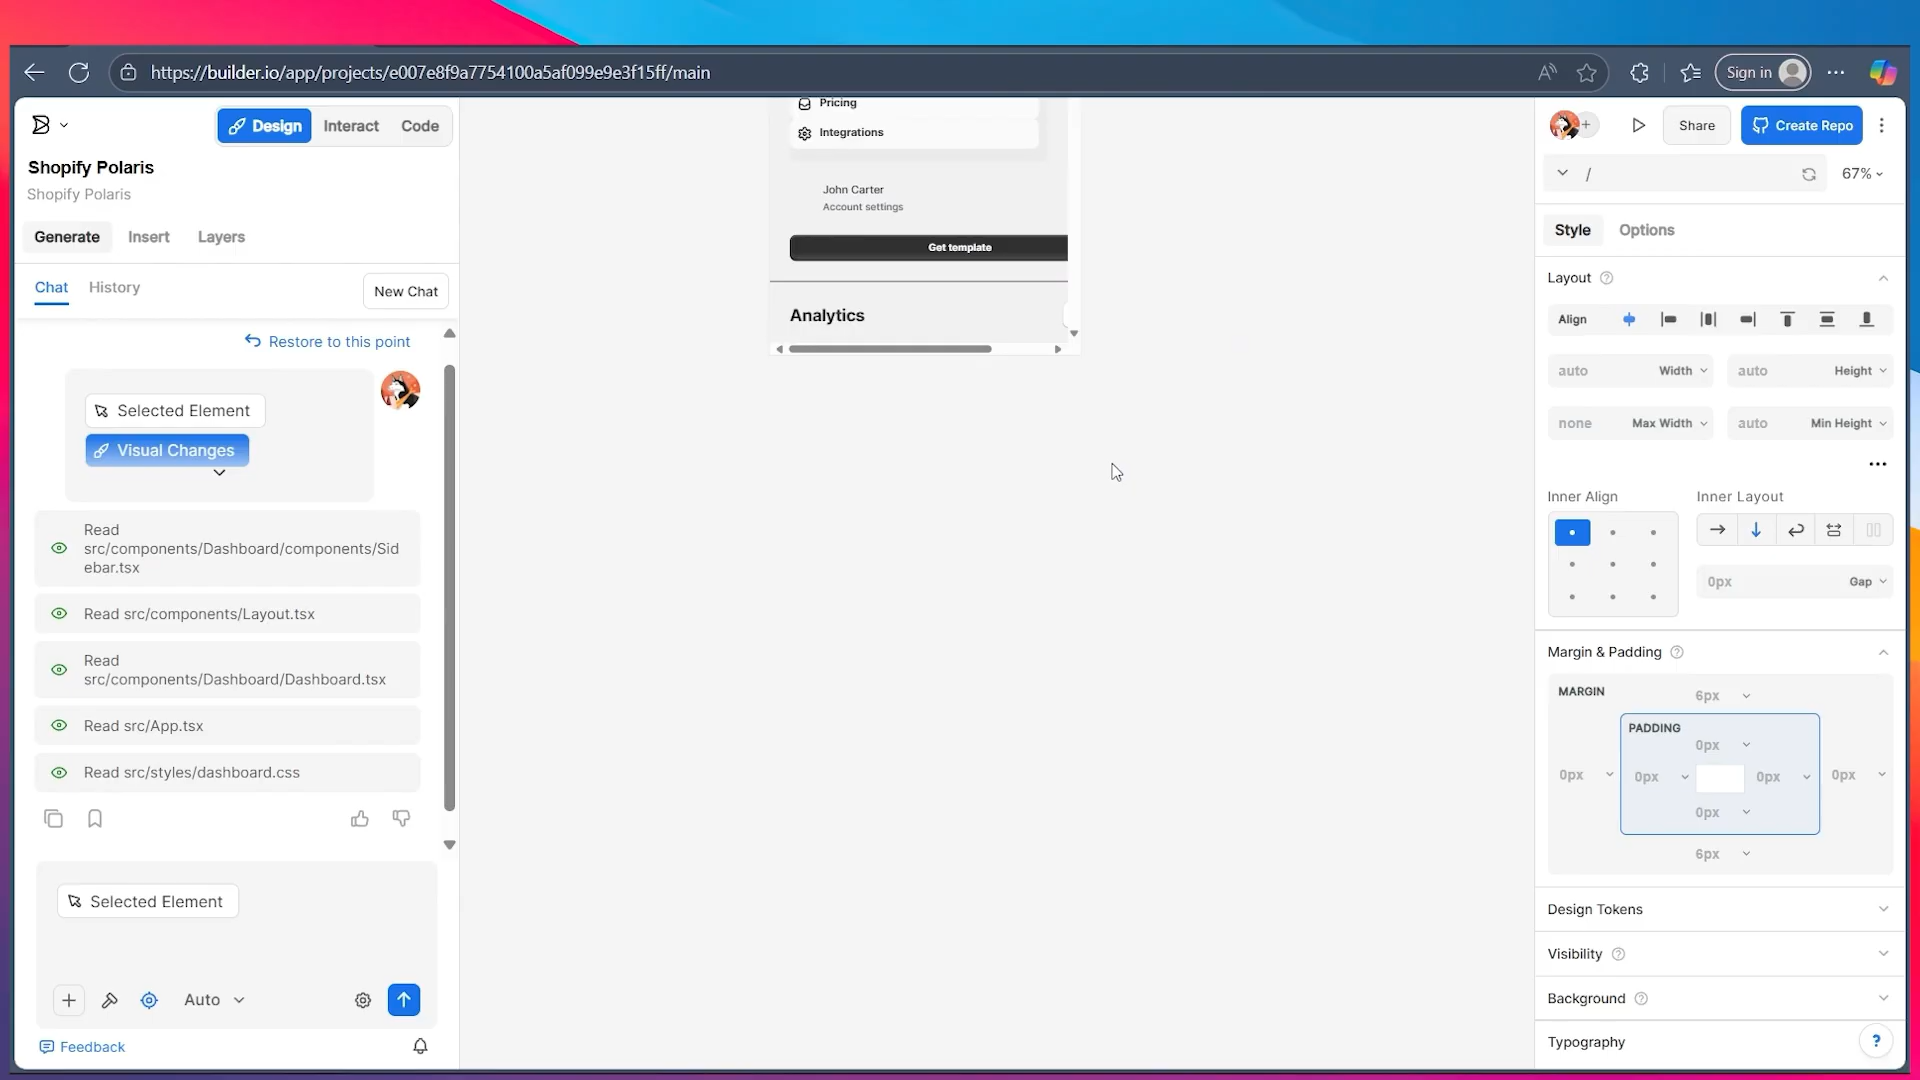 https://builder.io/app/projects/e007e8f9a7754100a5af099e9e3f15ff/main
Sign in
Design
Interact
Code
Shopify Polaris
Shopify Polaris
Generate
Insert
Layers
Chat
History
New Chat
Restore to this point
Selected Element
Visual Changes
Read
src/components/Dashboard/components/Sid
ebar.tsx
Read src/components/Layout.tsx
Read
src/components/Dashboard/Dashboard.tsx
Read src/App.tsx
Read src/styles/dashboard.css
Selected Element
Auto
Feedback
Pricing
Integrations
John Carter
Account settings
Get template
Analytics
Share
Create Repo
/
67%
Style
Options
Layout
Align
auto
Width
auto
Height
none
Max Width
auto
Min Height
Inner Align
Inner Layout
0px
Gap
Margin & Padding
MARGIN
6px
PADDING
0px
0px
0px
0px
0px
0px
6px
Design Tokens
Visibility
Background
Typography
?